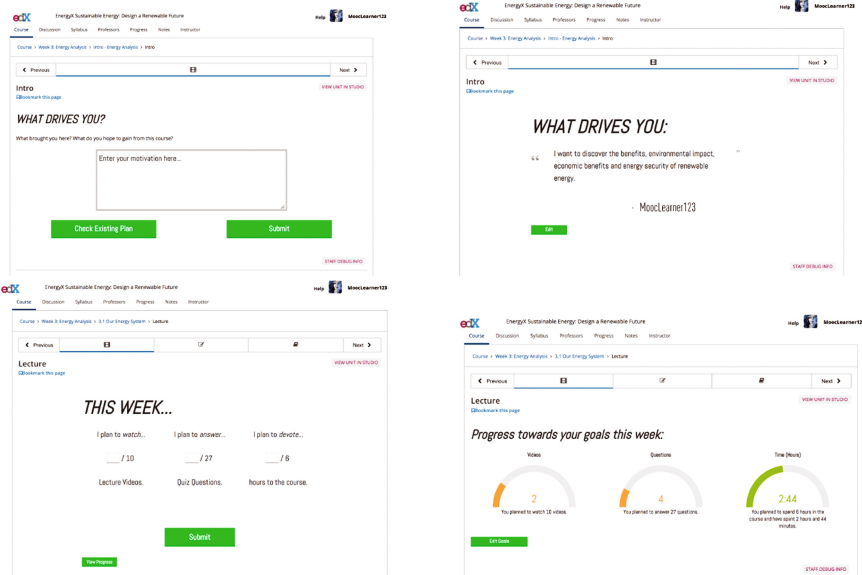 edX
EnergyX Sustainable Energy: Design a Renewable Future
Help
MoocLearner123
Course Discussion Syllabus Professors Progress Notes Instructor
Course > Week 3: Energy Analysis > Intro - Energy Analysis > Intro
Previous
Next
Intro
VIEW UNIT IN STUDIO
Bookmark this page
WHAT DRIVES YOU?
What brought you here? What do you hope to gain from this course?
Enter your motivation here...
Check Existing Plan
Submit
STAFF DEBUG INFO
edX
EnergyX Sustainable Energy: Design a Renewable Future
Help
MoocLearner123
Course Discussion Syllabus Professors Progress Notes Instructor
Course > Week 3: Energy Analysis > Intro - Energy Analysis > Intro
Previous
Next
Intro
VIEW UNIT IN STUDIO
Bookmark this page
WHAT DRIVES YOU:
“ I want to discover the benefits, environmental impact, ”
economic benefits and energy security of renewable
energy.
- MoocLearner123
Edit
STAFF DEBUG INFO
edX
EnergyX Sustainable Energy: Design a Renewable Future
Help
MoocLearner123
Course Discussion Syllabus Professors Progress Notes Instructor
Course > Week 3: Energy Analysis > 3.1 Our Energy System > Lecture
Previous
Next
Lecture
VIEW UNIT IN STUDIO
Bookmark this page
THIS WEEK...
I plan to watch... I plan to answer... I plan to devote...
___ / 10 ___ / 27 ___ / 6
Lecture Videos. Quiz Questions. hours to the course.
Submit
View Progress
edX
EnergyX Sustainable Energy: Design a Renewable Future
Help
MoocLearner12
Course Discussion Syllabus Professors Progress Notes Instructor
Course > Week 3: Energy Analysis > 3.1 Our Energy System > Lecture
Previous
Next
Lecture
VIEW UNIT IN STUDIO
Bookmark this page
Progress towards your goals this week:
Videos Questions Time (Hours)
2 4 2:44
You planned to watch 10 videos. You planned to answer 27 questions. You planned to spend 6 hours in the
course and have spent 2 hours and 44
minutes.
Edit Goals
STAFF DEBUG INFO